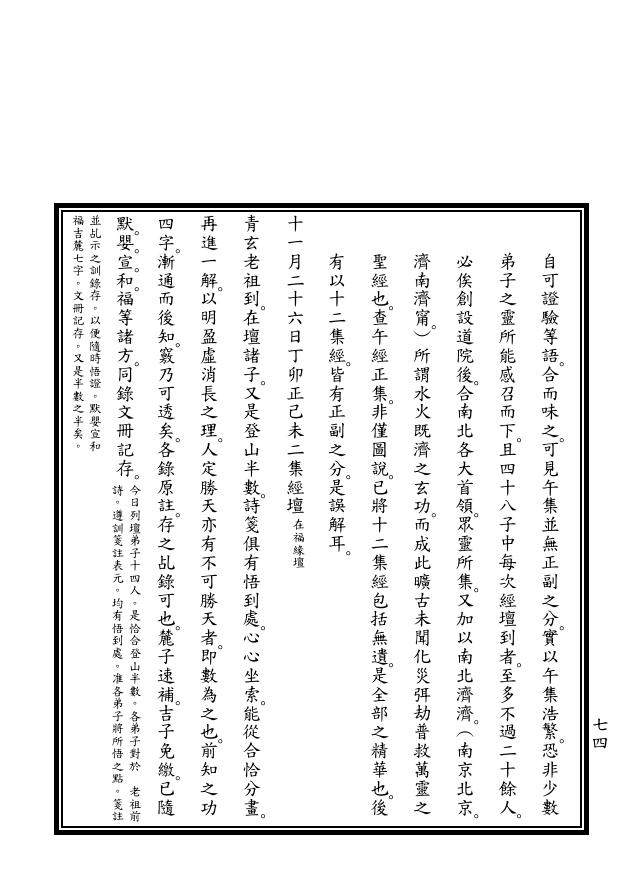 自可證驗等語。合而味之。可見午集並無正副之分。實以午集浩繁。恐非少數
弟子之靈所能感召而下。且四十八子中每次經壇到者。至多不過二十餘人。
必俟創設道院後。合南北各大首領。眾靈所集。又加以南北濟濟。（南京北京。
濟南濟甯。）所謂水火既濟之玄功。而成此曠古未聞化災弭劫普救萬靈之
聖經也。查午經正集。非僅圖說。已將十二集經包括無遺。是全部之精華也。後
有以十二集經。皆有正副之分。是誤解耳。
十一月二十六日丁卯正己未二集經壇 在福緣壇
青玄老祖到。在壇諸子。又是登山半數。詩箋俱有悟到處。心心坐索。能從合恰分畫。
再進一解。以明盈虛消長之理。人定勝天亦有不可勝天者。即數為之也。前知之功
四字。漸通而後知。竅乃可透矣。各錄原註。存之乩錄可也。麓子速補。吉子免繳。已隨
默。嬰。宣。和。福等諸方。同錄文冊記存。今日列壇弟子十四人。是恰合登山半數。各弟子對於 老祖前
詩。遵訓箋註表元。均有悟到處。准各弟子將所悟之點。箋註
並乩示之訓錄存。以便隨時悟證。默嬰宣和
福吉麓七字。文冊記存。又是半數之半矣。
七四